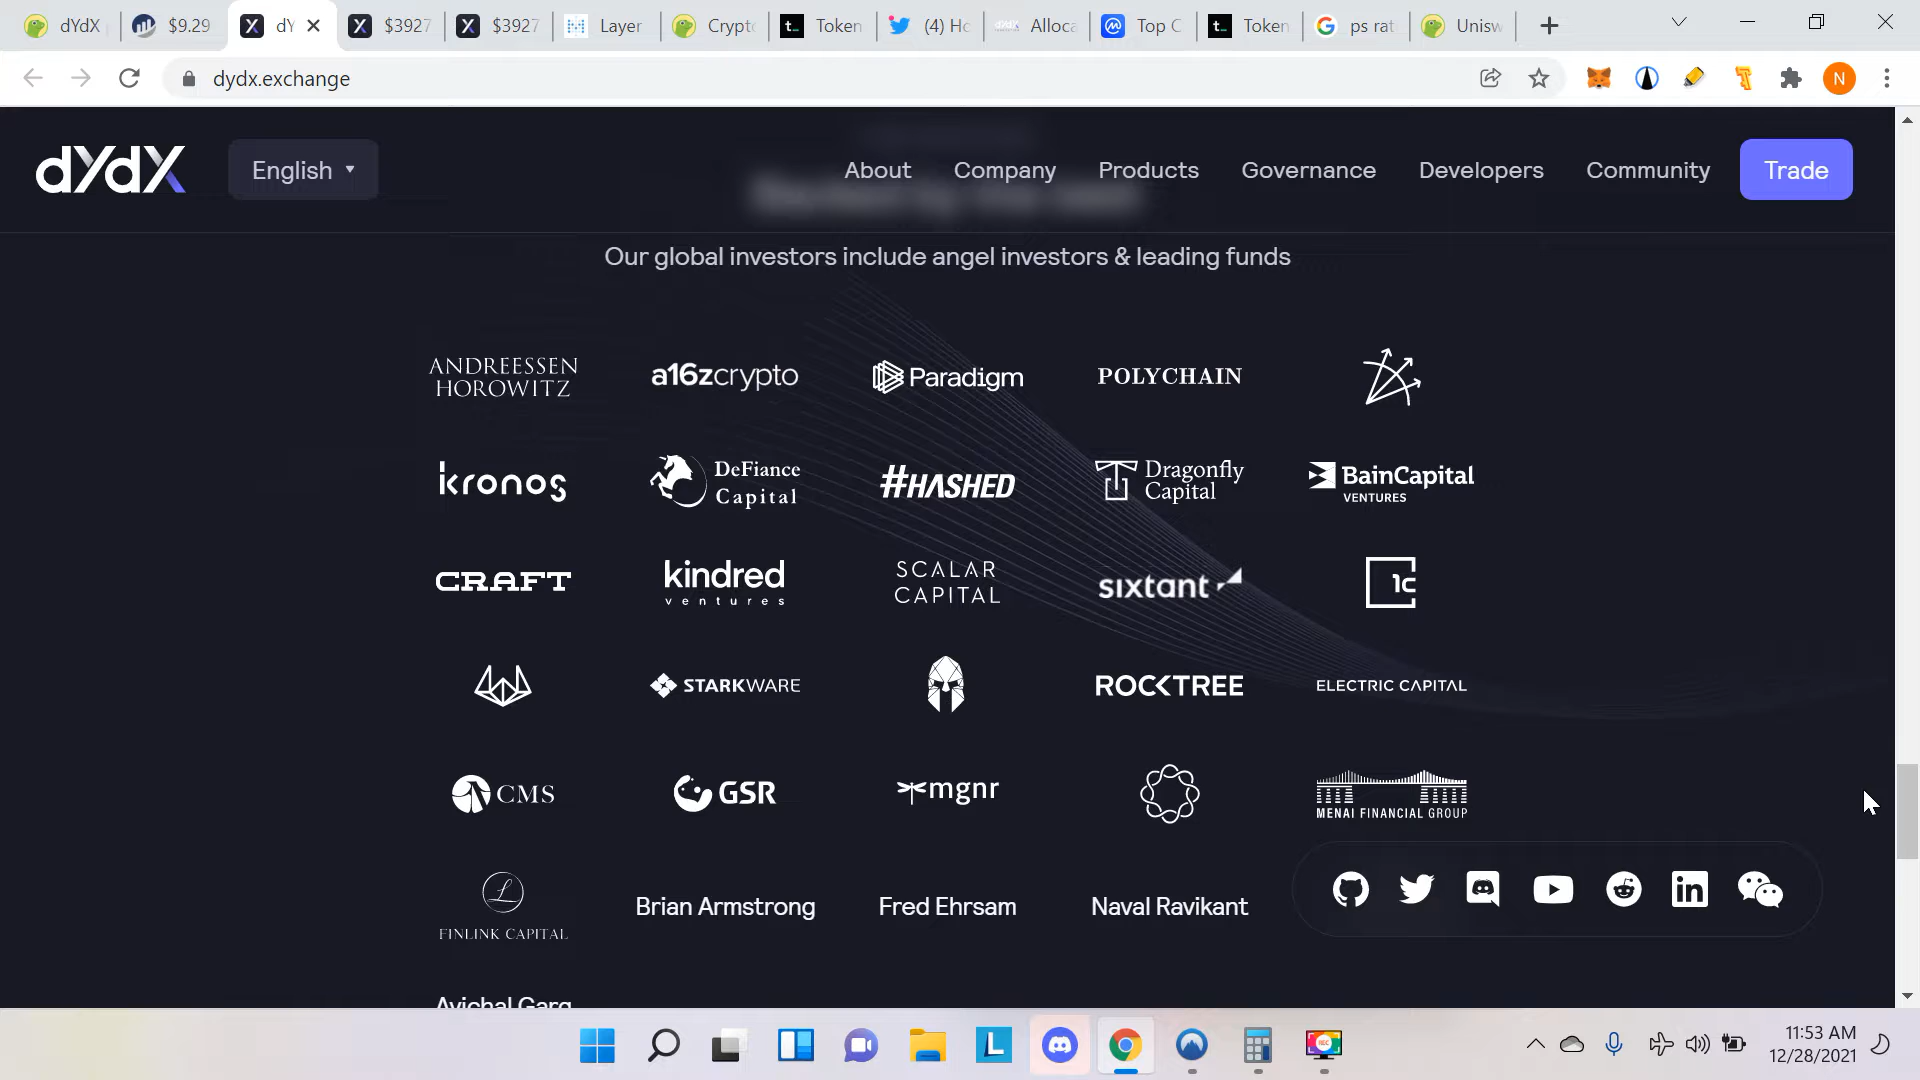 dYdX
$9.29
dY
$3927
$3927
Layer
Crypto
Token
(4) Ho
Alloca
Top C
Token
ps rat
Unisw
dydx.exchange
N
dYdX
English
About
Company
Products
Governance
Developers
Community
Trade
Our global investors include angel investors & leading funds
ANDREESSEN
HOROWITZ
a16zcrypto
Paradigm
POLYCHAIN
kronos
DeFiance
Capital
#HASHED
Dragonfly
Capital
BainCapital
VENTURES
CRAFT
kindred
ventures
SCALAR
CAPITAL
sixtant
1c
STARKWARE
ROCKTREE
ELECTRIC CAPITAL
CMS
GSR
mgnr
MENAI FINANCIAL GROUP
L
FINLINK CAPITAL
Brian Armstrong
Fred Ehrsam
Naval Ravikant
in
Avichal Garg
L
11:53 AM
12/28/2021